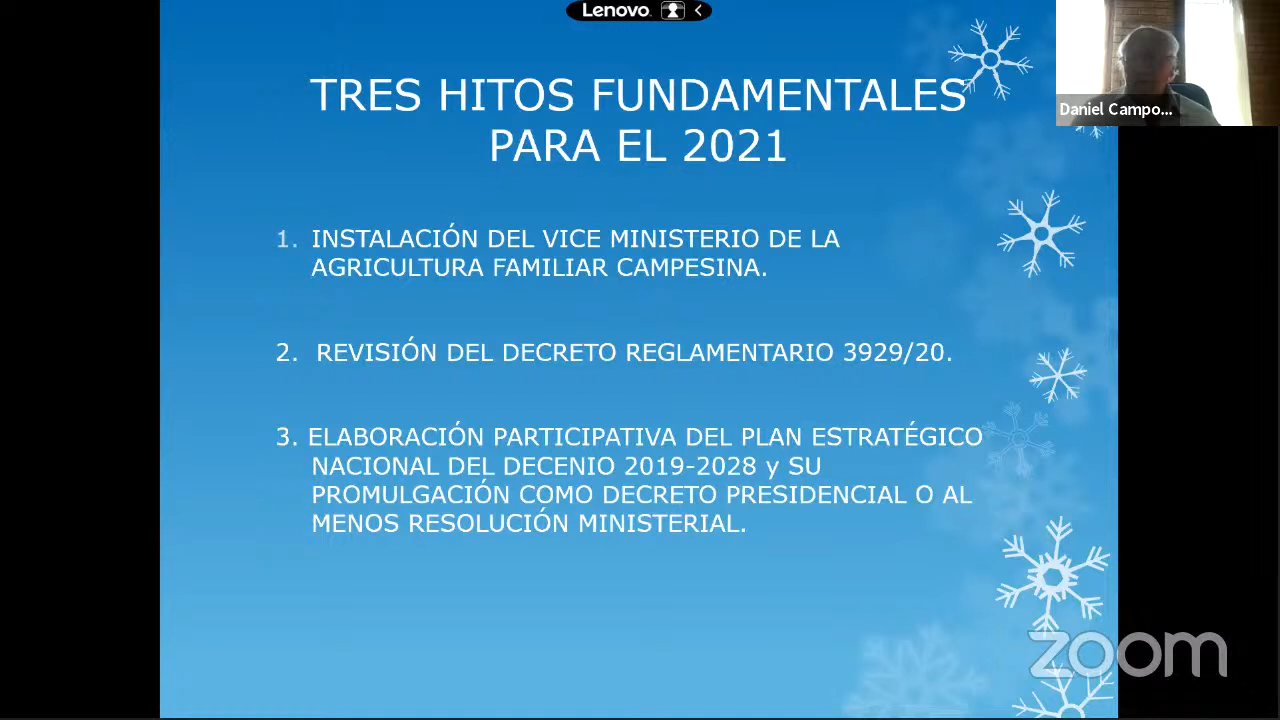 Lenovo
TRES HITOS FUNDAMENTALES
PARA EL 2021
Daniel Campo...
1. INSTALACIÓN DEL VICE MINISTERIO DE LA
AGRICULTURA FAMILIAR CAMPESINA.
2. REVISIÓN DEL DECRETO REGLAMENTARIO 3929/20.
3. ELABORACIÓN PARTICIPATIVA DEL PLAN ESTRATÉGICO
NACIONAL DEL DECENIO 2019-2028 y SU
PROMULGACIÓN COMO DECRETO PRESIDENCIAL O AL
MENOS RESOLUCIÓN MINISTERIAL.
zoom